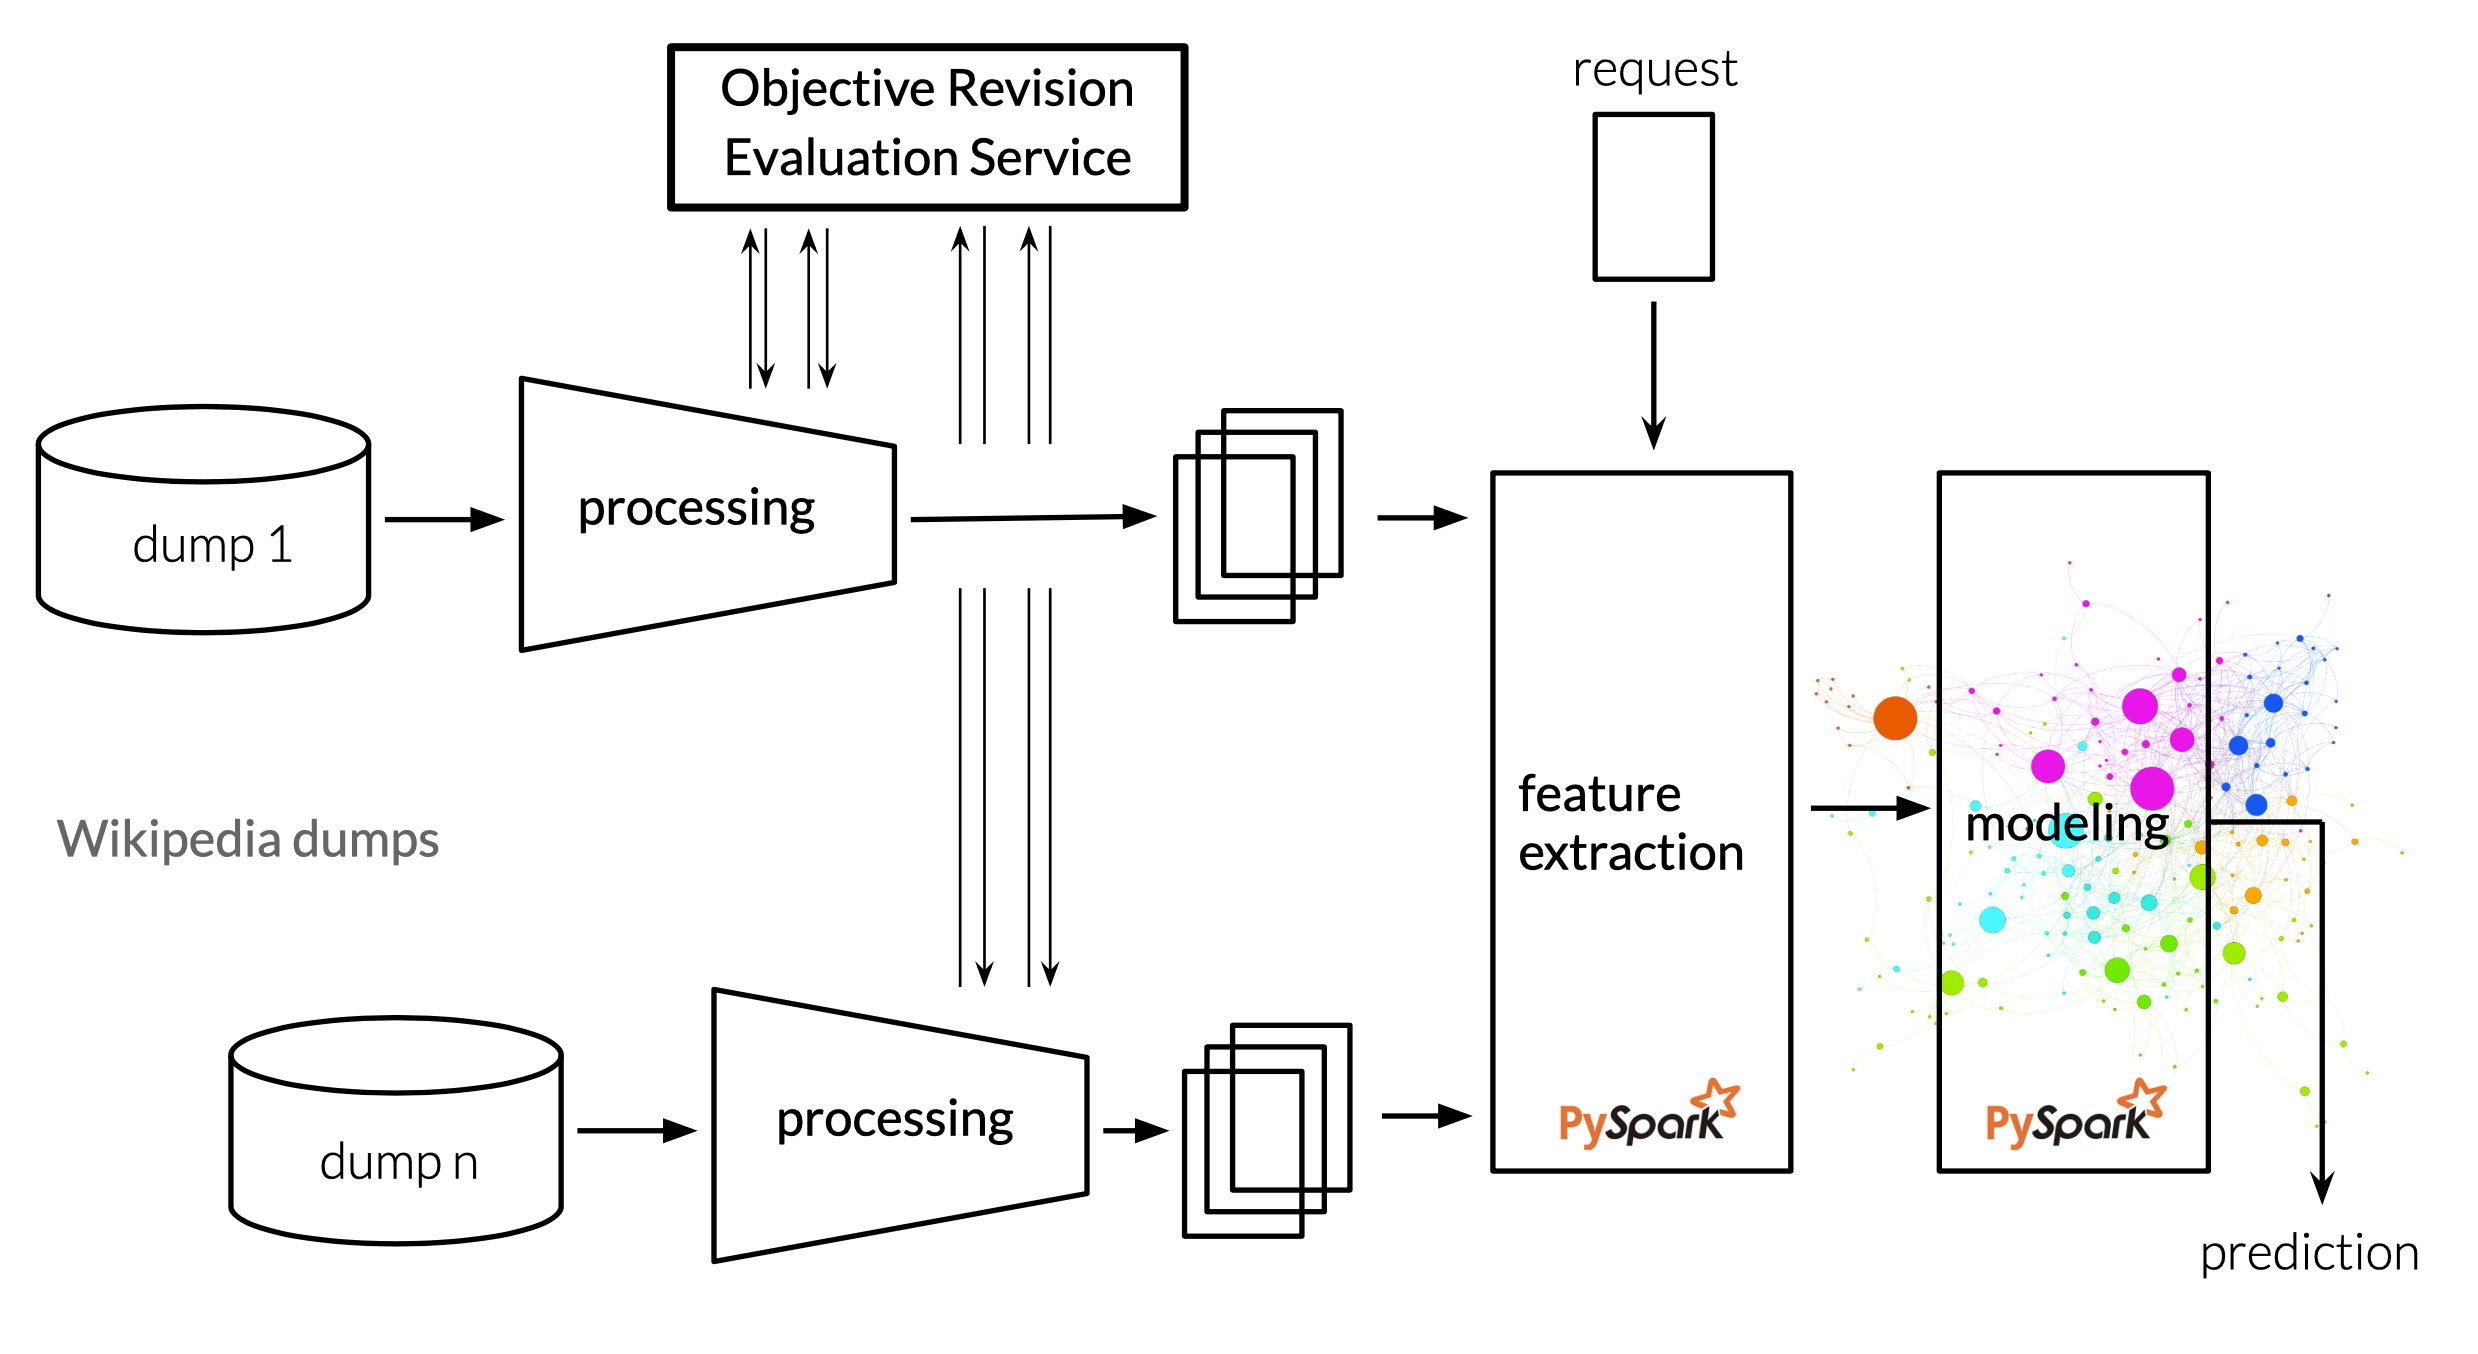 Objective Revision
Evaluation Service
request
dump 1
processing
feature
extraction
modeling
Wikipedia dumps
dump n
processing
PySpark
PySpark
prediction